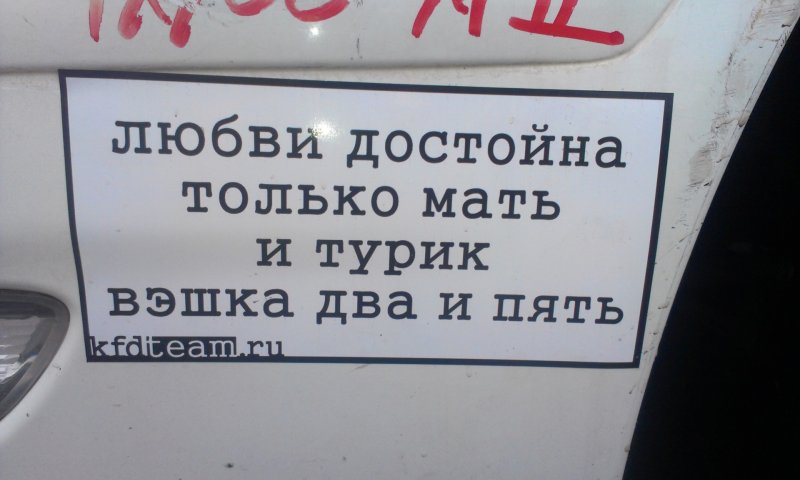 любви достойна
только мать
и турик
вэшка два и пять
kfdteam.ru